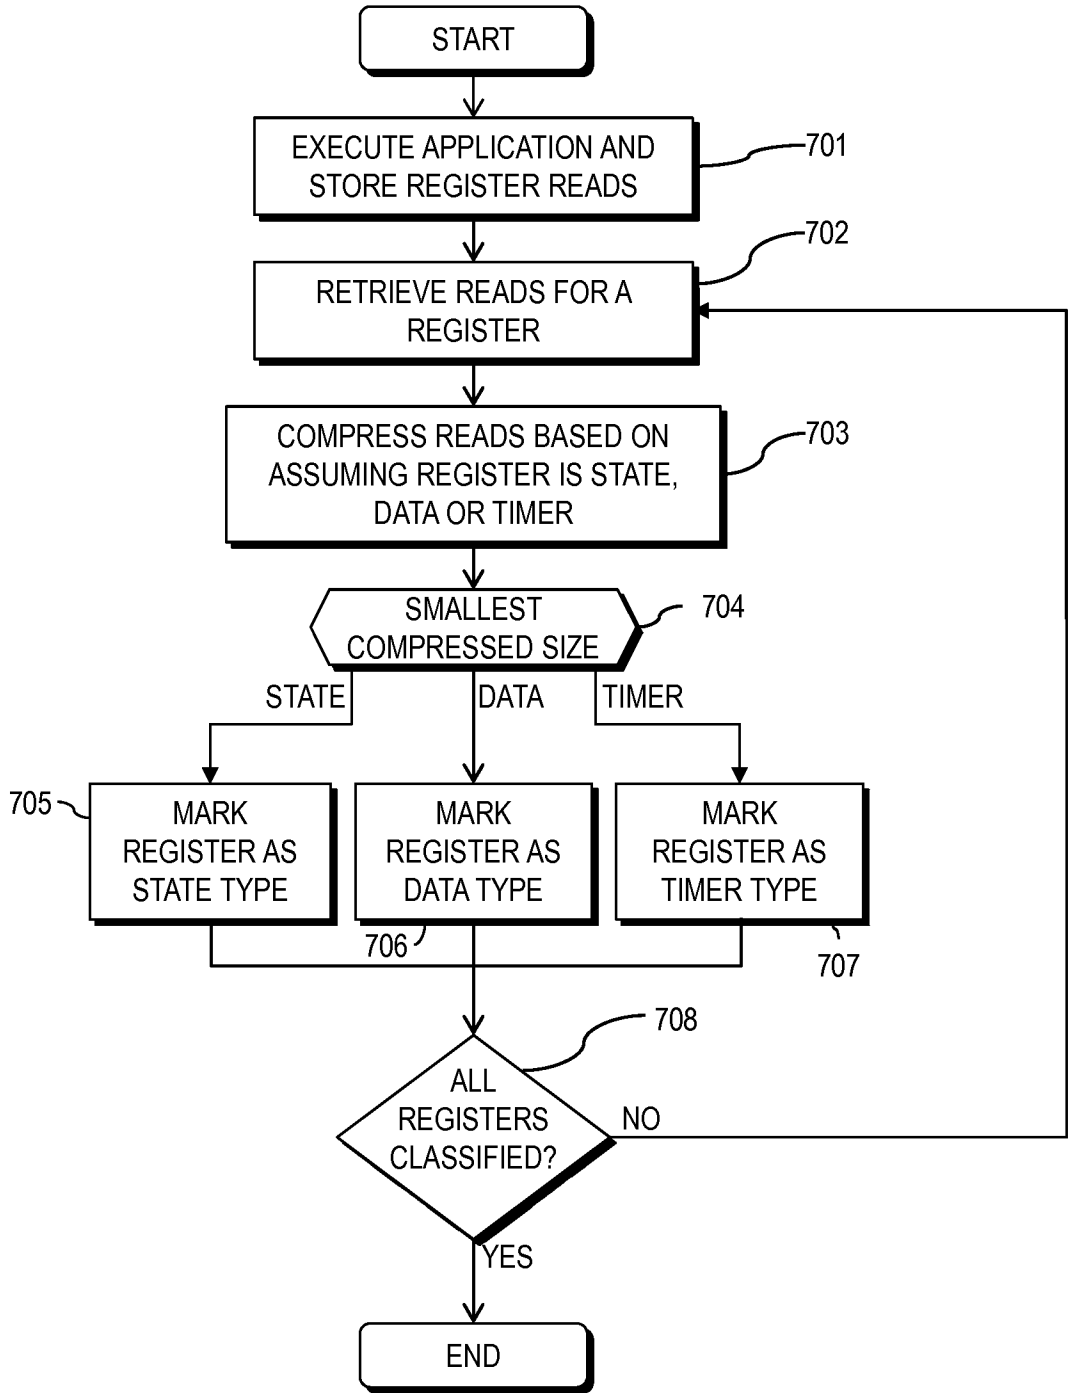 START
EXECUTE APPLICATION AND
STORE REGISTER READS
701
702
RETRIEVE READS FOR A
REGISTER
COMPRESS READS BASED ON
ASSUMING REGISTER IS STATE,
DATA OR TIMER
703
SMALLEST
COMPRESSED SIZE
704
STATE
DATA
TIMER
705
MARK
REGISTER AS
STATE TYPE
MARK
REGISTER AS
DATA TYPE
706
MARK
REGISTER AS
TIMER TYPE
707
708
ALL
REGISTERS
CLASSIFIED?
NO
YES
END